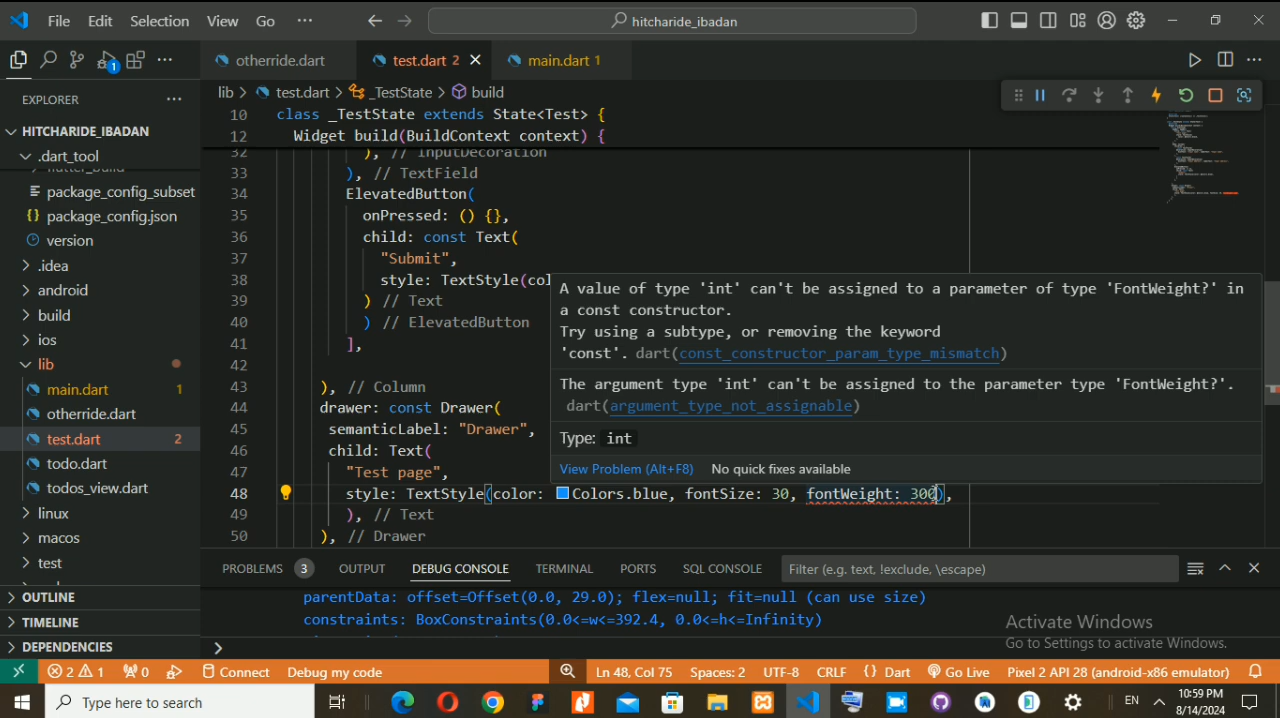 File Edit Selection View Go ··· hitcharide_ibadan
otherride.dart test.dart 2 main.dart 1
EXPLORER
HITCHARIDE_IBADAN
.dart_tool
flutter_build
package_config_subset
package_config.json
version
.idea
android
build
ios
lib
main.dart 1
otherride.dart
test.dart 2
todo.dart
todos_view.dart
linux
macos
test
OUTLINE
TIMELINE
DEPENDENCIES
lib > test.dart > _TestState > build
10 class _TestState extends State<Test> {
12 Widget build(BuildContext context) {
32 ), // InputDecoration
33 ), // TextField
34 ElevatedButton(
35 onPressed: () {},
36 child: const Text(
37 "Submit",
38 style: TextStyle(col
39 ) // Text
40 ) // ElevatedButton
41 ],
42
43 ), // Column
44 drawer: const Drawer(
45 semanticLabel: "Drawer",
46 child: Text(
47 "Test page",
48 style: TextStyle(color: Colors.blue, fontSize: 30, fontWeight: 300),
49 ), // Text
50 ), // Drawer
A value of type 'int' can't be assigned to a parameter of type 'FontWeight?' in
a const constructor.
Try using a subtype, or removing the keyword
'const'. dart(const_constructor_param_type_mismatch)
The argument type 'int' can't be assigned to the parameter type 'FontWeight?'.
dart(argument_type_not_assignable)
Type: int
View Problem (Alt+F8) No quick fixes available
PROBLEMS 3 OUTPUT DEBUG CONSOLE TERMINAL PORTS SQL CONSOLE Filter (e.g. text, !exclude, \escape)
parentData: offset=Offset(0.0, 29.0); flex=null; fit=null (can use size)
constraints: BoxConstraints(0.0<=w<=392.4, 0.0<=h<=Infinity)
Activate Windows
Go to Settings to activate Windows.
2 1 0 Connect Debug my code Ln 48, Col 75 Spaces: 2 UTF-8 CRLF {} Dart Go Live Pixel 2 API 28 (android-x86 emulator)
Type here to search EN 10:59 PM
8/14/2024